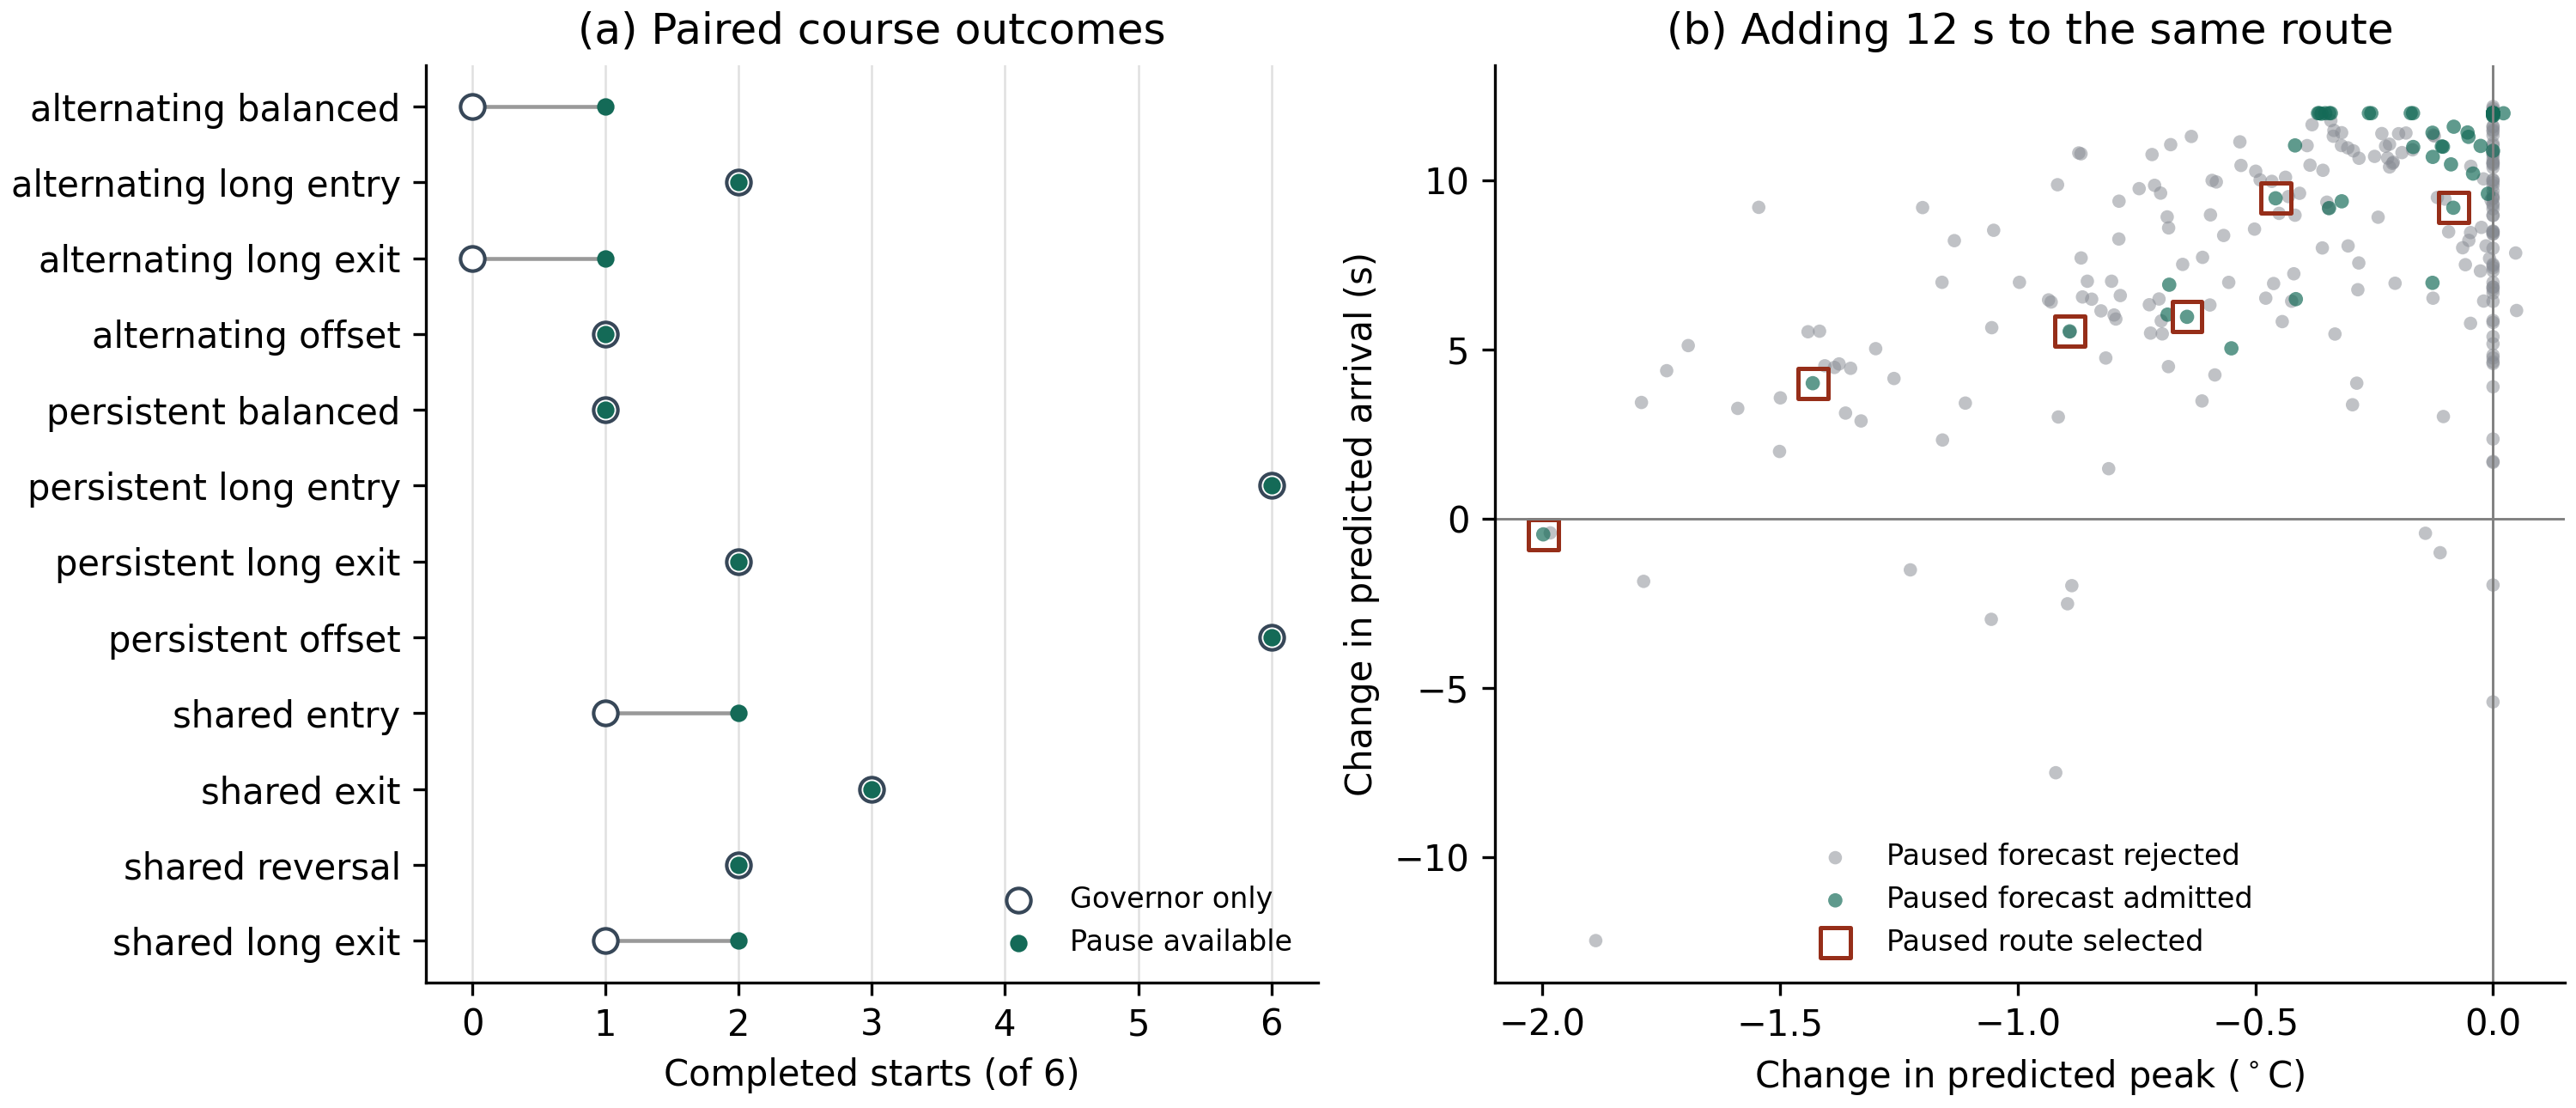 (a) Paired course outcomes
alternating balanced
alternating long entry
alternating long exit
alternating offset
persistent balanced
persistent long entry
persistent long exit
persistent offset
shared entry
shared exit
shared reversal
shared long exit
Governor only
Pause available
0 1 2 3 4 5 6
Completed starts (of 6)
(b) Adding 12 s to the same route
Change in predicted arrival (s)
10
5
0
−5
−10
Paused forecast rejected
Paused forecast admitted
Paused route selected
−2.0 −1.5 −1.0 −0.5 0.0
Change in predicted peak (°C)